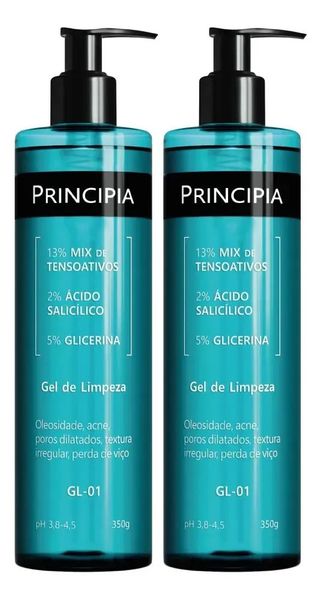 PRINCIPIA
13% MIX DE
TENSOATIVOS
2% ÁCIDO
SALICÍLICO
5% GLICERINA
Gel de Limpeza
Oleosidade, acne,
poros dilatados, textura
irregular, perda de viço
GL-01
pH 3,8-4,5 350g
PRINCIPIA
13% MIX DE
TENSOATIVOS
2% ÁCIDO
SALICÍLICO
5% GLICERINA
Gel de Limpeza
Oleosidade, acne,
poros dilatados, textura
irregular, perda de viço
GL-01
pH 3,8-4,5 350g